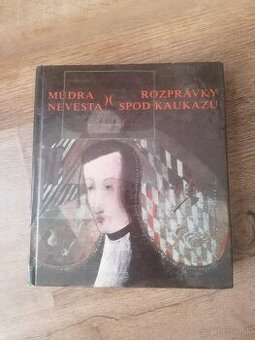 MÚDRA )( ROZPRÁVKY
NEVESTA SPOD KAUKAZU